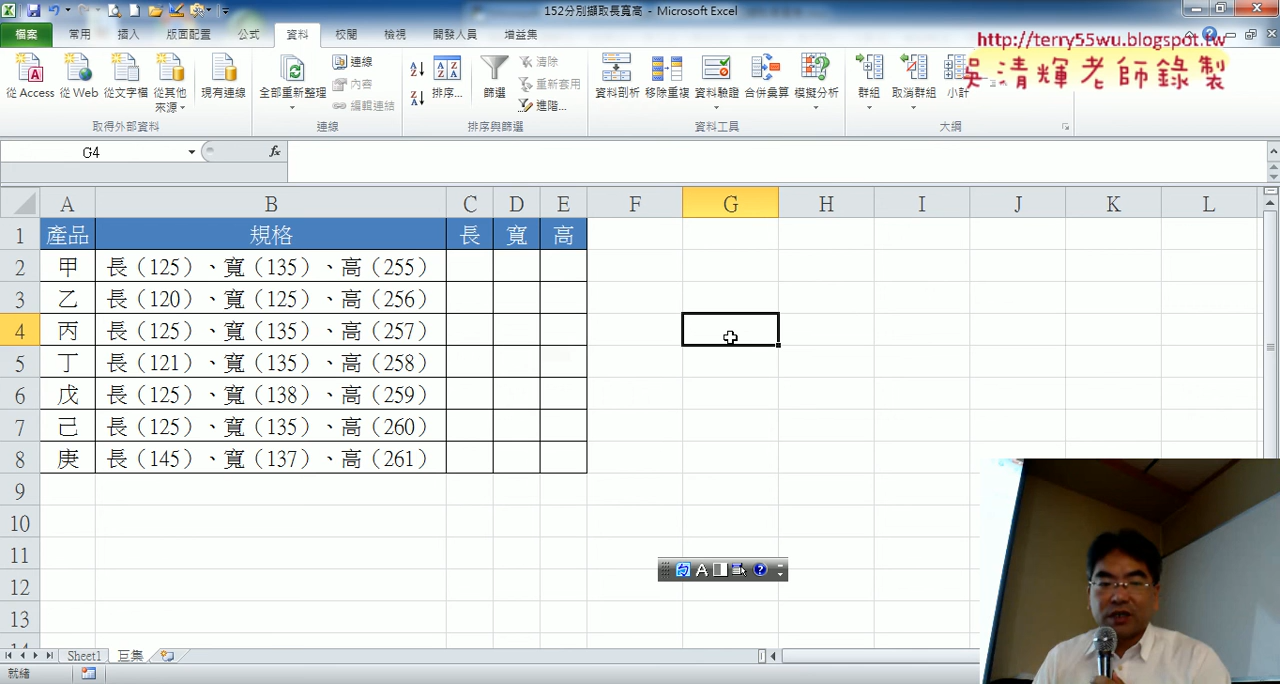 152分別擷取長寬高 - Microsoft Excel
檔案 常用 插入 版面配置 公式 資料 校閱 檢視 開發人員 增益集
http://terry55wu.blogspot.tw
吳清輝老師錄製
從 Access 從 Web 從文字檔 從其他來源 現有連線 全部重新整理 連線 內容 編輯連結 排序... 篩選 清除 重新套用 進階... 資料剖析 移除重複 資料驗證 合併彙算 模擬分析 群組 取消群組 小計
取得外部資料 連線 排序與篩選 資料工具 大綱
G4 fx
A B C D E F G H I J K L
1 產品 規格 長 寬 高
2 甲 長（125）、寬（135）、高（255）
3 乙 長（120）、寬（125）、高（256）
4 丙 長（125）、寬（135）、高（257）
5 丁 長（121）、寬（135）、高（258）
6 戊 長（125）、寬（138）、高（259）
7 己 長（125）、寬（135）、高（260）
8 庚 長（145）、寬（137）、高（261）
9
10
11
12
13
Sheet1 巨集
就緒